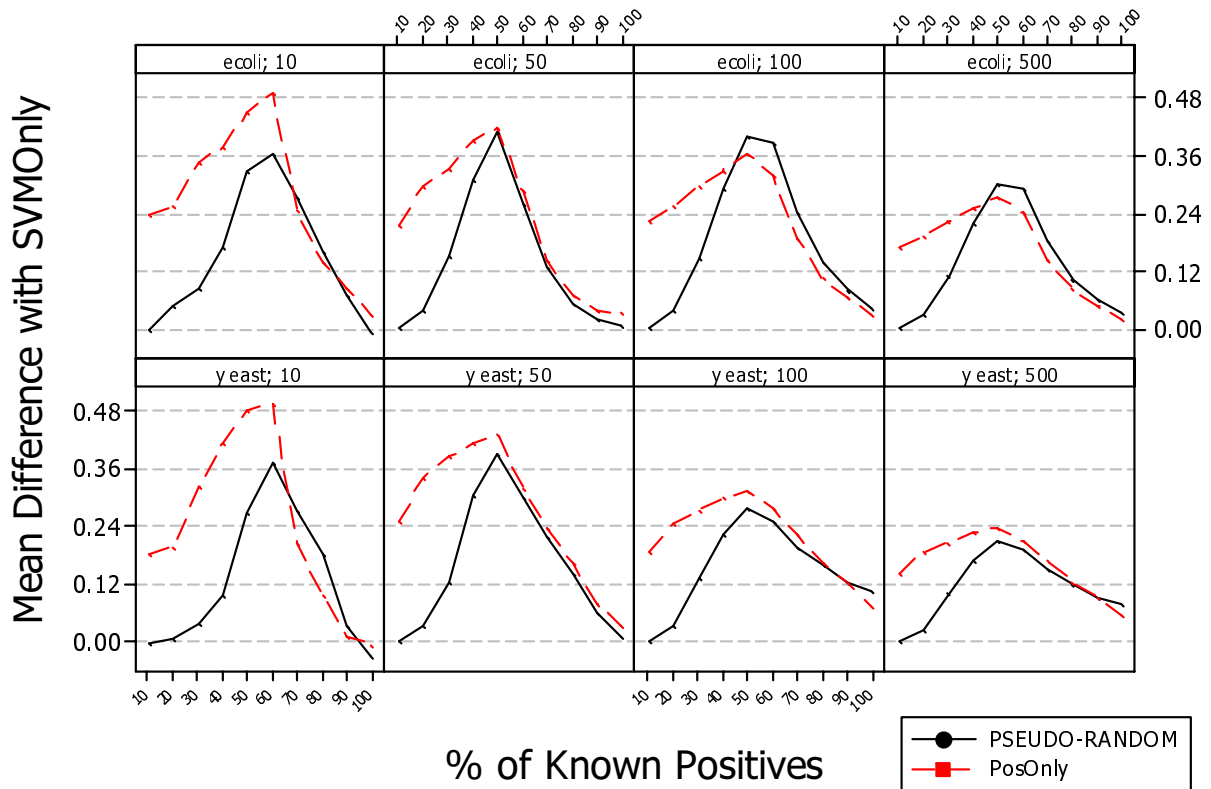 10 20 30 40 50 60 70 80 90 100 10 20 30 40 50 60 70 80 90 100
ecoli; 10 ecoli; 50 ecoli; 100 ecoli; 500
0.48
0.36
0.24
0.12
0.00
Mean Difference with SVMOnly
yeast; 10 yeast; 50 yeast; 100 yeast; 500
0.48
0.36
0.24
0.12
0.00
10 20 30 40 50 60 70 80 90 100 10 20 30 40 50 60 70 80 90 100
% of Known Positives
PSEUDO-RANDOM
PosOnly